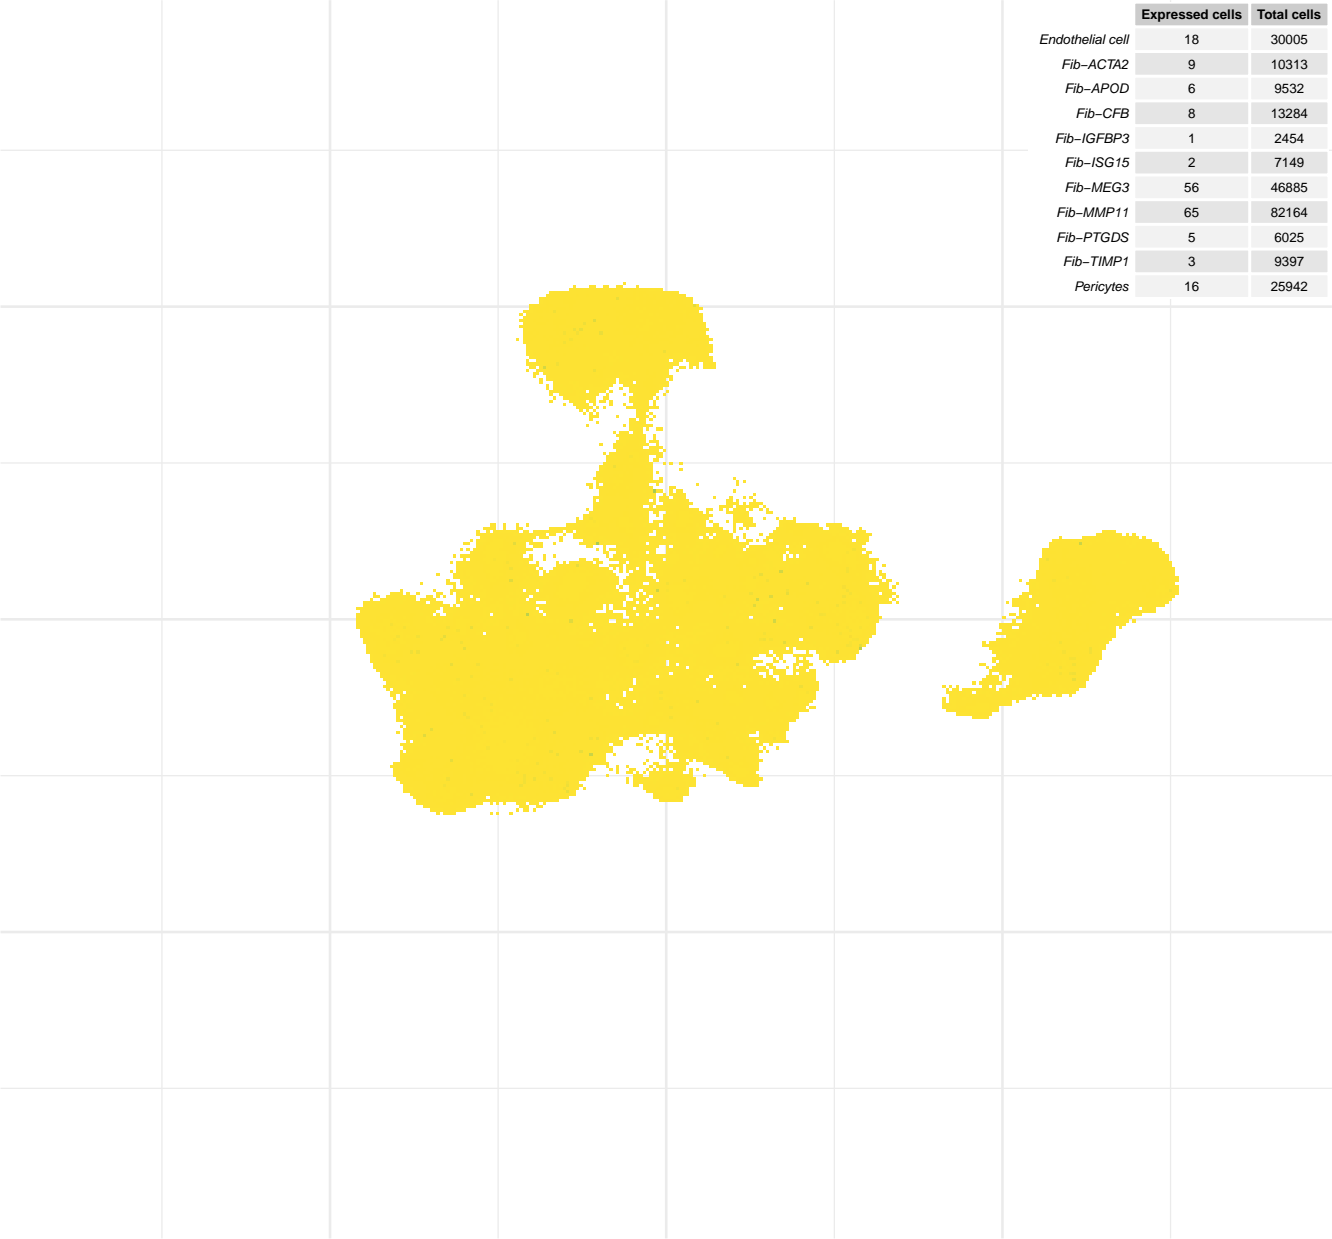 Expressed cells Total cells
Endothelial cell 18 30005
Fib−ACTA2 9 10313
Fib−APOD 6 9532
Fib−CFB 8 13284
Fib−IGFBP3 1 2454
Fib−ISG15 2 7149
Fib−MEG3 56 46885
Fib−MMP11 65 82164
Fib−PTGDS 5 6025
Fib−TIMP1 3 9397
Pericytes 16 25942